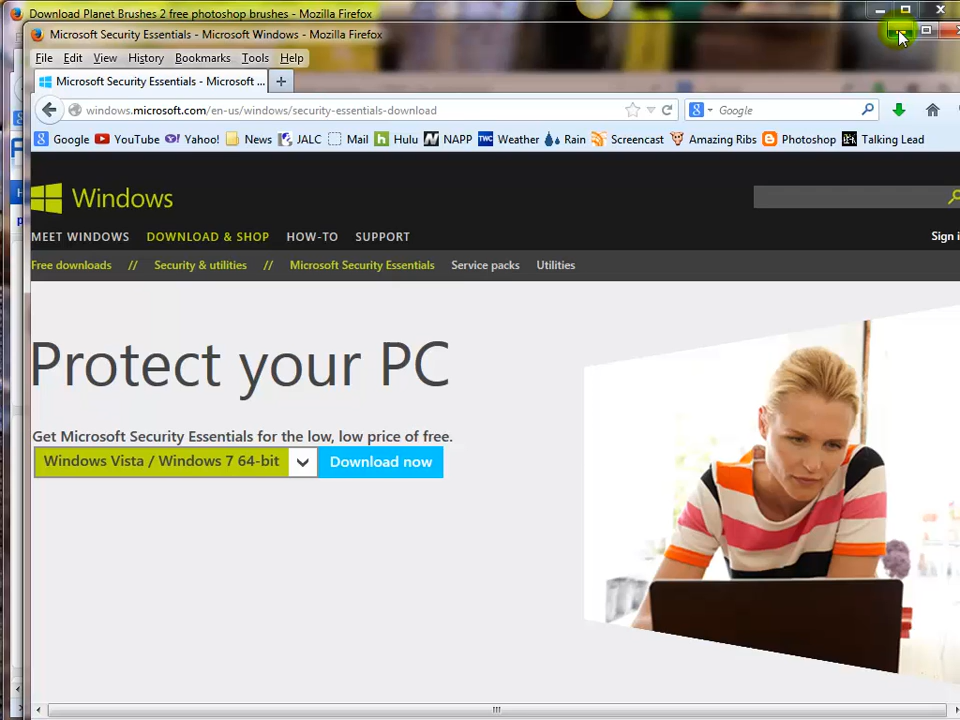 Download Planet Brushes 2 free photoshop brushes - Mozilla Firefox
Microsoft Security Essentials - Microsoft Windows - Mozilla Firefox
File Edit View History Bookmarks Tools Help
Microsoft Security Essentials - Microsoft ...
windows.microsoft.com/en-us/windows/security-essentials-download
Google
Google YouTube Yahoo! News JALC Mail Hulu NAPP Weather Rain Screencast Amazing Ribs Photoshop Talking Lead
Windows
MEET WINDOWS DOWNLOAD & SHOP HOW-TO SUPPORT
Sign i
Free downloads // Security & utilities // Microsoft Security Essentials Service packs Utilities
Protect your PC
Get Microsoft Security Essentials for the low, low price of free.
Windows Vista / Windows 7 64-bit Download now